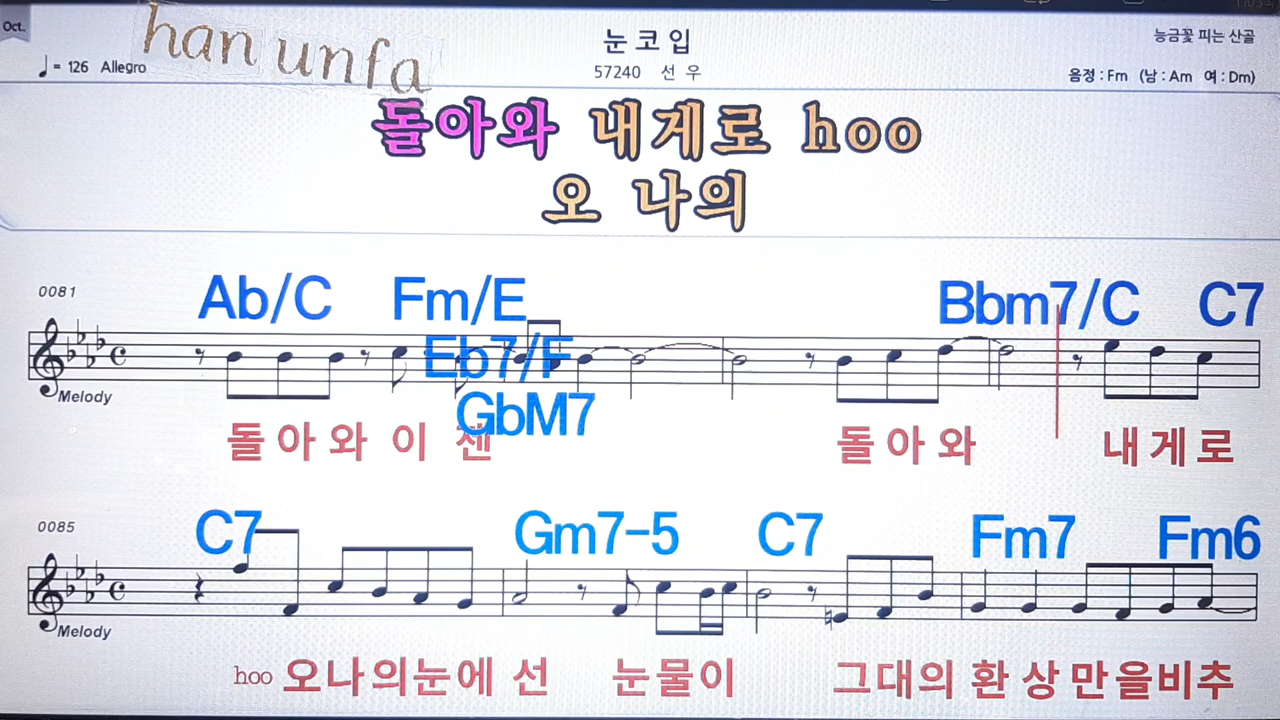 Oct.
han unfa
♩= 126 Allegro
눈 코 입
57240 선 우
능금꽃 피는 산골
음정 : Fm (남 : Am 여 : Dm)
돌아와 내게로 hoo
오 나의
0081
Ab/C Fm/E Bbm7/C C7
Eb7/F
GbM7
Melody
돌 아 와 이 젠 돌 아 와 내 게 로
0085
C7 Gm7-5 C7 Fm7 Fm6
Melody
hoo 오나의눈에 선 눈물이 그대의 환 상 만을비추